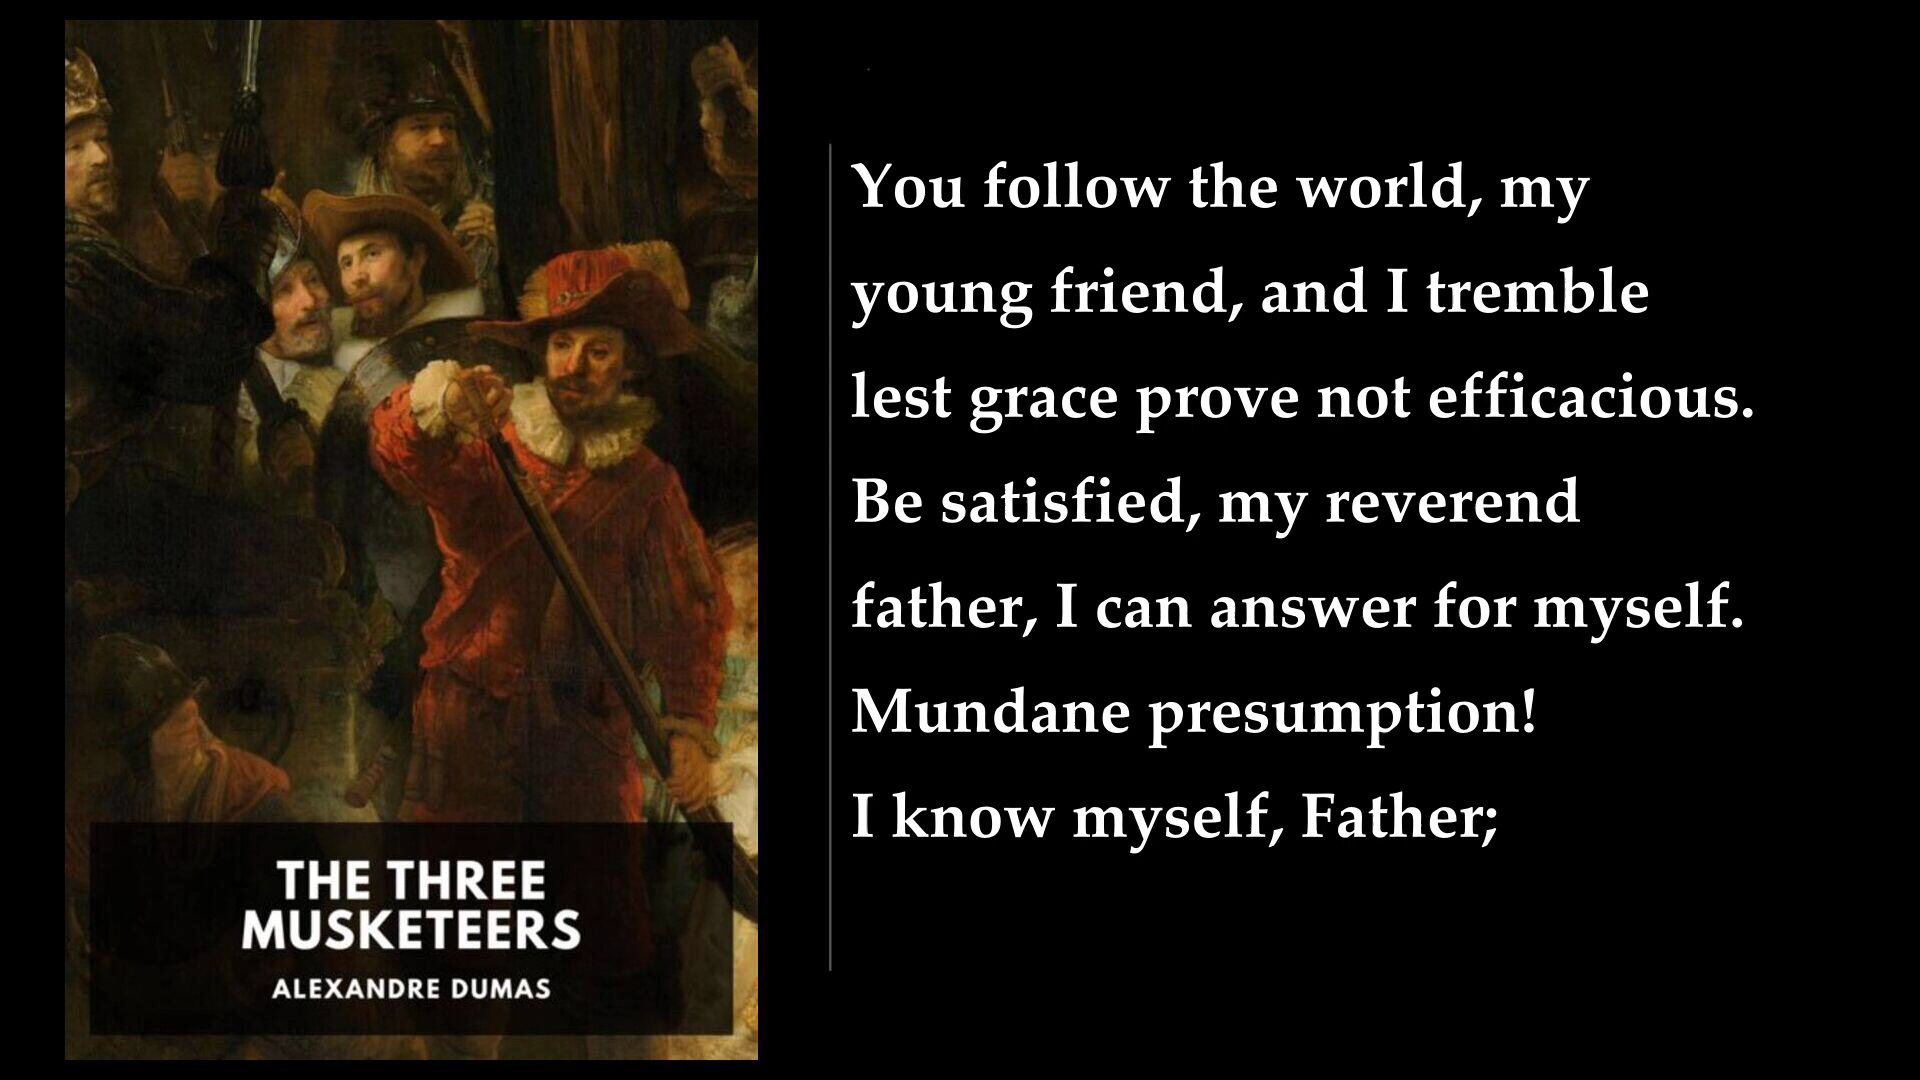 THE THREE
MUSKETEERS
ALEXANDRE DUMAS
You follow the world, my
young friend, and I tremble
lest grace prove not efficacious.
Be satisfied, my reverend
father, I can answer for myself.
Mundane presumption!
I know myself, Father;